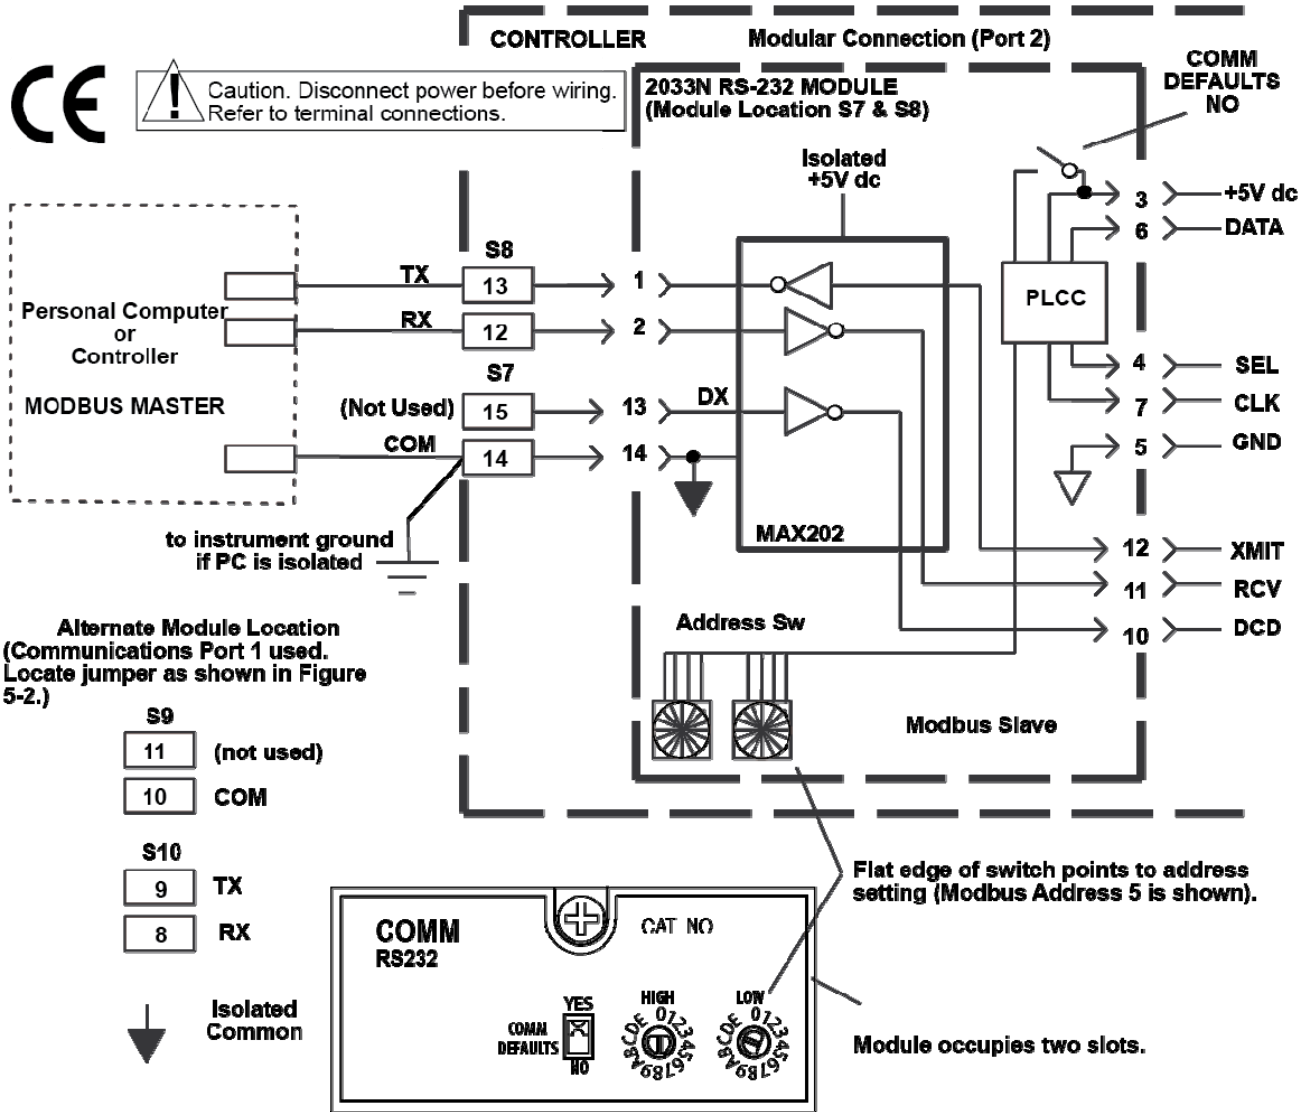 CONTROLLER
Modular Connection (Port 2)
COMM
DEFAULTS
NO
CE
Caution. Disconnect power before wiring.
Refer to terminal connections.
2033N RS-232 MODULE
(Module Location S7 & S8)
Isolated
+5V dc
3 +5V dc
6 DATA
S8
TX 13 1
RX 12 2
PLCC
Personal Computer
or
Controller
MODBUS MASTER
S7
(Not Used) 15 13 DX
COM 14 14
4 SEL
7 CLK
5 GND
MAX202
to instrument ground
if PC is isolated
12 XMIT
11 RCV
10 DCD
Address Sw
Modbus Slave
Alternate Module Location
(Communications Port 1 used.
Locate jumper as shown in Figure
5-2.)
S9
11 (not used)
10 COM
S10
9 TX
8 RX
Isolated
Common
Flat edge of switch points to address
setting (Modbus Address 5 is shown).
Module occupies two slots.
COMM
RS232
CAT NO
YES
COMM
DEFAULTS
NO
HIGH
0123456789ABCDE
LOW
0123456789ABCDE